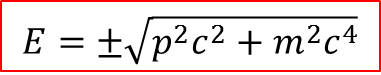 E = ±√(p²c² + m²c⁴)